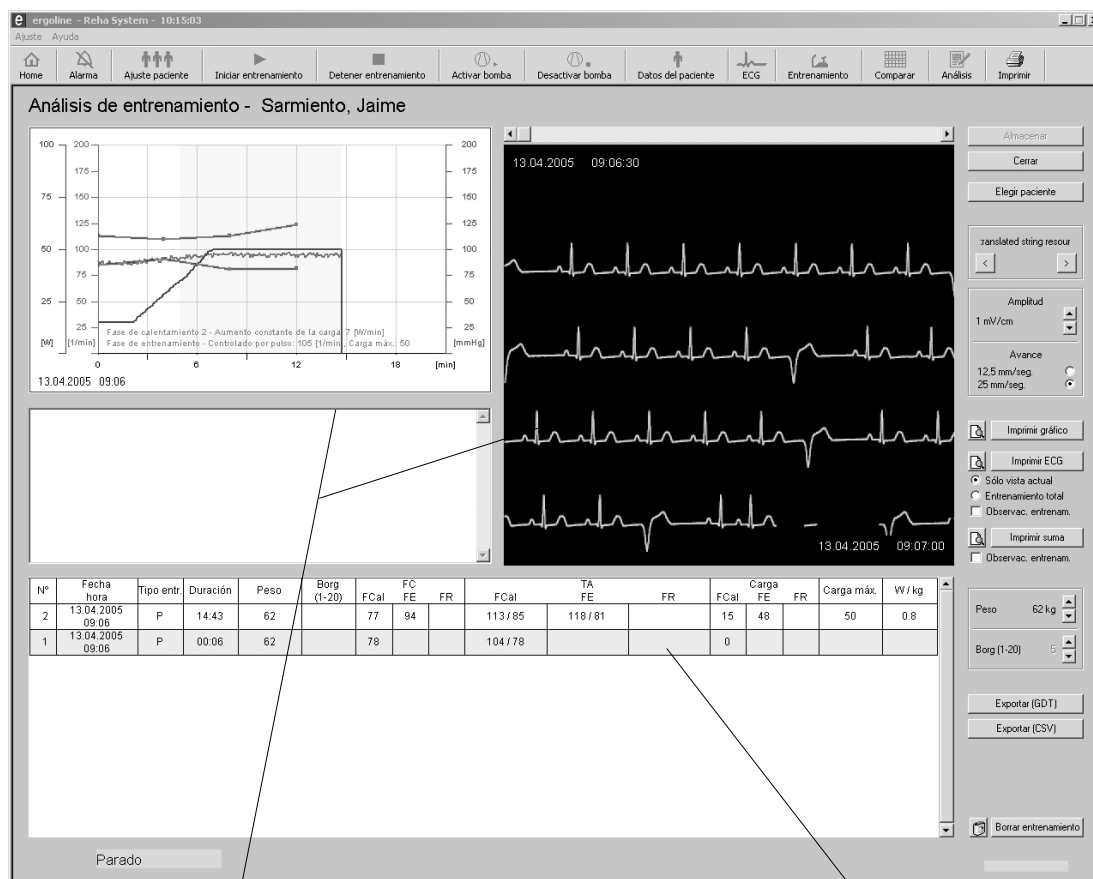 ergoline - Reha System - 10:15:03
Ajuste Ayuda
Home Alarma Ajuste paciente Iniciar entrenamiento Detener entrenamiento Activar bomba Desactivar bomba Datos del paciente ECG Entrenamiento Comparar Análisis Imprimir
Análisis de entrenamiento - Sarmiento, Jaime
100 200 200
175 175
75 150 150
125 125
50 100 100
75 75
25 50 50
25 25
Fase de calentamiento 2 - Aumento constante de la carga: 7 [W/min]
[W] [1/min] Fase de entrenamiento - Controlado por pulso: 105 [1/min], Carga máx.: 50 [mmHg]
0 6 18 [min]
13.04.2005 09:06
13.04.2005 09:06:30
13.04.2005 09:07:00
Almacenar
Cerrar
Elegir paciente
ranslated string resour
< >
Amplitud
1 mV/cm
Avance
12,5 mm/seg.
25 mm/seg.
Imprimir gráfico
Imprimir ECG
Sólo vista actual
Entrenamiento total
Observac. entrenam.
Imprimir suma
Observac. entrenam.
Peso 62 kg
Borg (1-20) 5
Exportar (GDT)
Exportar (CSV)
Borrar entrenamiento
Nº Fecha hora Tipo entr. Duración Peso Borg (1-20) FC FCal FE FR TA FCal FE FR Carga FCal FE FR Carga máx. W / kg
2 13.04.2005 09:06 P 14:43 62 77 94 113 / 85 118 / 81 15 48 50 0.8
1 13.04.2005 09:06 P 00:06 62 78 104 / 78 0
Parado